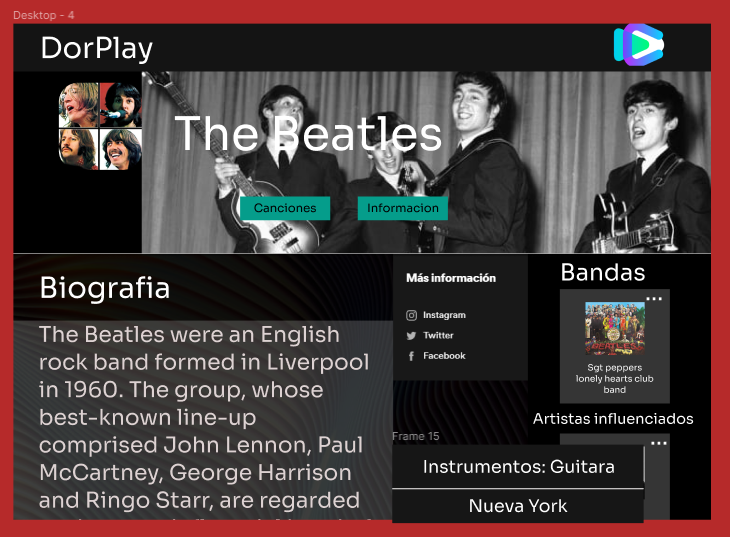 Desktop - 4
DorPlay
The Beatles
Canciones
Informacion
Biografia
The Beatles were an English
rock band formed in Liverpool
in 1960. The group, whose
best-known line-up
comprised John Lennon, Paul
McCartney, George Harrison
and Ringo Starr, are regarded
Más información
Instagram
Twitter
Facebook
Frame 15
Instrumentos: Guitara
Nueva York
Bandas
Sgt peppers
lonely hearts club
band
Artistas influenciados